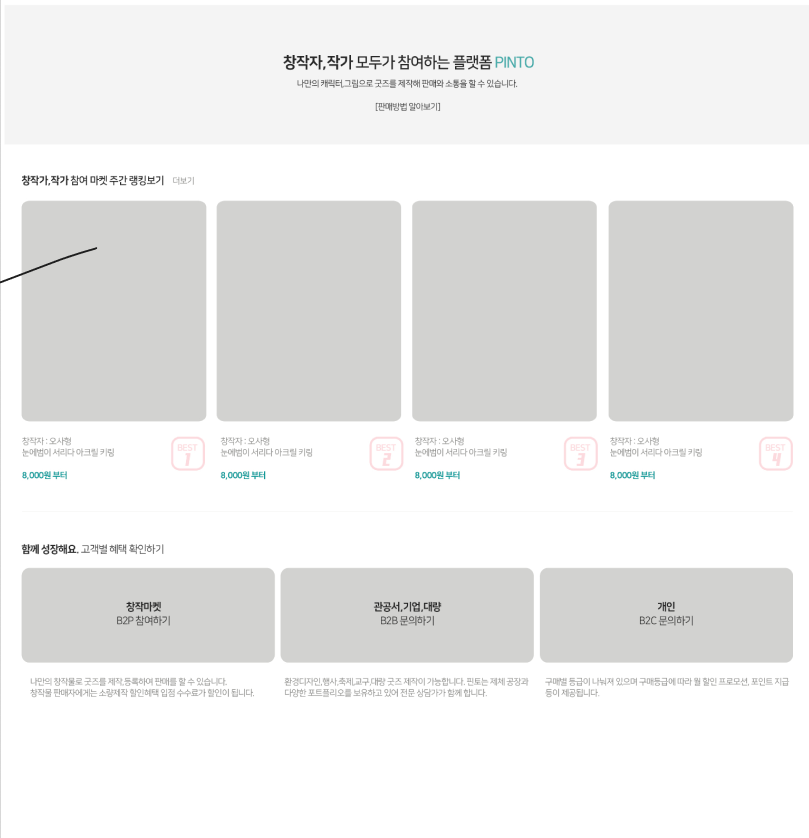 창작자,작가 모두가 참여하는 플랫폼 PINTO
나만의 캐릭터,그림으로 굿즈를 제작해 판매와 소통을 할 수 있습니다.
[판매방법 알아보기]
창작가,작가 참여 마켓 주간 랭킹보기 더보기
창작자 : 오사형
눈에범이 서리다 아크릴 키링
8,000원 부터
BEST
1
창작자 : 오사형
눈에범이 서리다 아크릴 키링
8,000원 부터
BEST
2
창작자 : 오사형
눈에범이 서리다 아크릴 키링
8,000원 부터
BEST
3
창작자 : 오사형
눈에범이 서리다 아크릴 키링
8,000원 부터
BEST
4
함께 성장해요. 고객별 혜택 확인하기
창작마켓
B2P 참여하기
나만의 창작물로 굿즈를 제작,등록하여 판매를 할 수 있습니다.
창작물 판매자에게는 소량제작 할인혜택 입점 수수료가 할인이 됩니다.
관공서,기업,대량
B2B 문의하기
환경디자인,행사,축제,교구,대량 굿즈 제작이 가능합니다. 핀토는 제체 공장과
다양한 포트폴리오를 보유하고 있어 전문 상담가가 함께 합니다.
개인
B2C 문의하기
구매별 등급이 나눠져 있으며 구매등급에 따라 월 할인 프로모션, 포인트 지급
등이 제공됩니다.